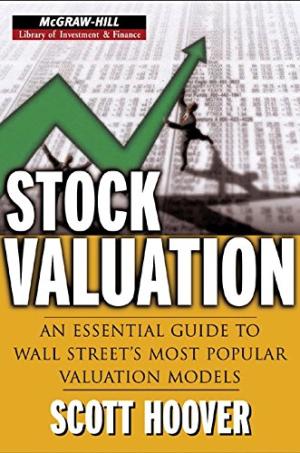 McGRAW-HILL
Library of Investment & Finance
STOCK
VALUATION
AN ESSENTIAL GUIDE TO
WALL STREET'S MOST POPULAR
VALUATION MODELS
SCOTT HOOVER